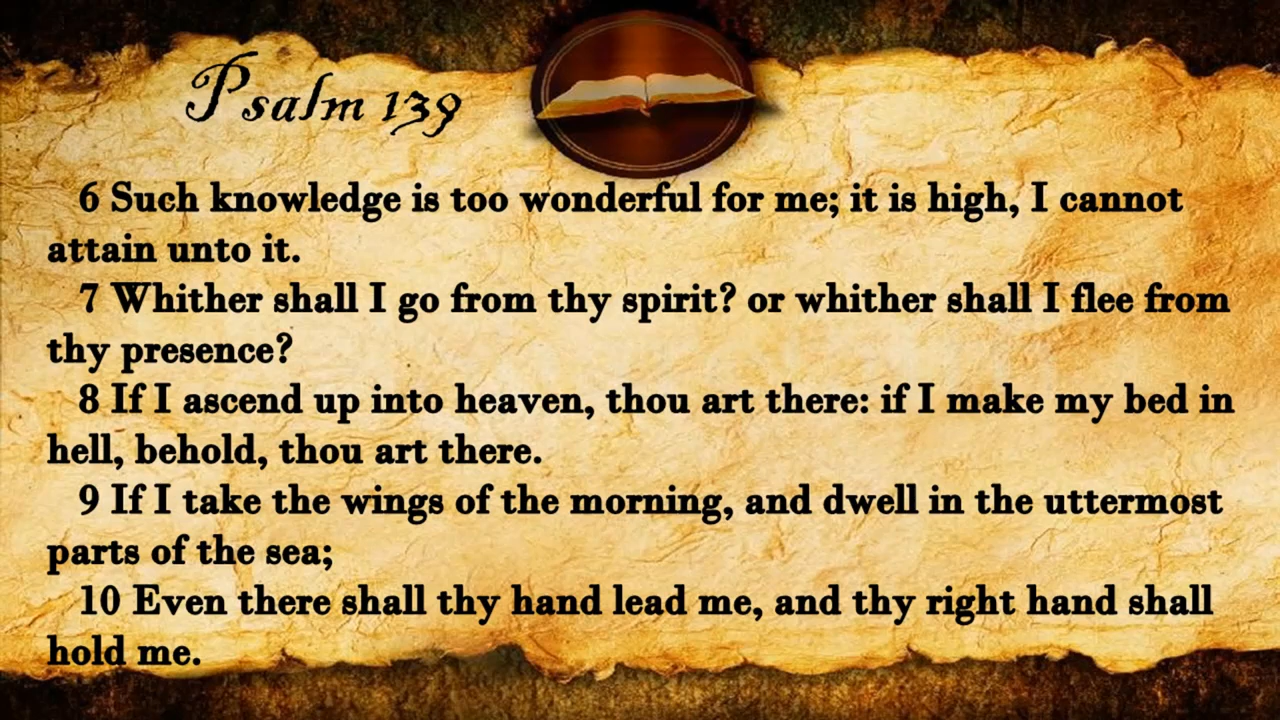 Psalm 139
6 Such knowledge is too wonderful for me; it is high, I cannot
attain unto it.
7 Whither shall I go from thy spirit? or whither shall I flee from
thy presence?
8 If I ascend up into heaven, thou art there: if I make my bed in
hell, behold, thou art there.
9 If I take the wings of the morning, and dwell in the uttermost
parts of the sea;
10 Even there shall thy hand lead me, and thy right hand shall
hold me.